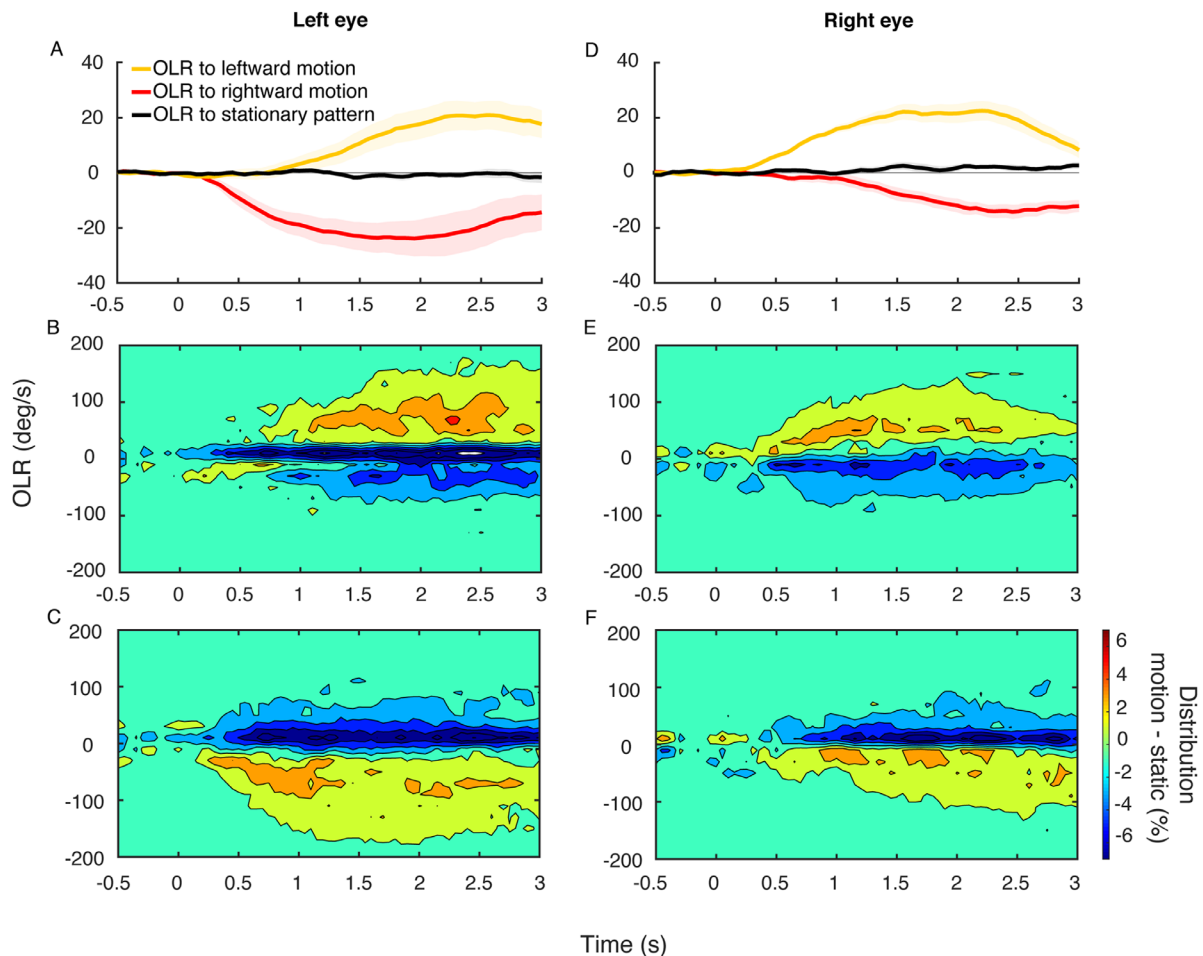 Left eye
Right eye
A
D
OLR to leftward motion
OLR to rightward motion
OLR to stationary pattern
40
20
0
-20
-40
-0.5 0 0.5 1 1.5 2 2.5 3
40
20
0
-20
-40
-0.5 0 0.5 1 1.5 2 2.5 3
B
E
OLR (deg/s)
200
100
0
-100
-200
-0.5 0 0.5 1 1.5 2 2.5 3
200
100
0
-100
-200
-0.5 0 0.5 1 1.5 2 2.5 3
C
F
200
100
0
-100
-200
-0.5 0 0.5 1 1.5 2 2.5 3
200
100
0
-100
-200
-0.5 0 0.5 1 1.5 2 2.5 3
6
4
2
0
-2
-4
-6
Distribution
motion - static (%)
Time (s)